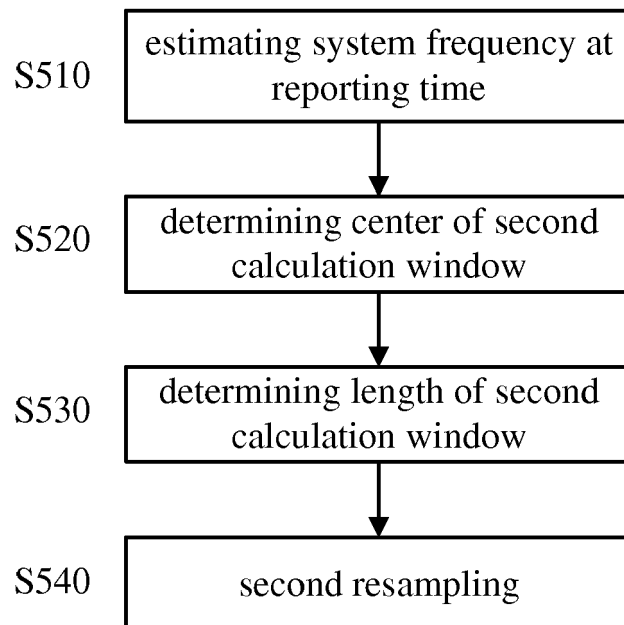 S510
estimating system frequency at
reporting time
S520
determining center of second
calculation window
S530
determining length of second
calculation window
S540
second resampling